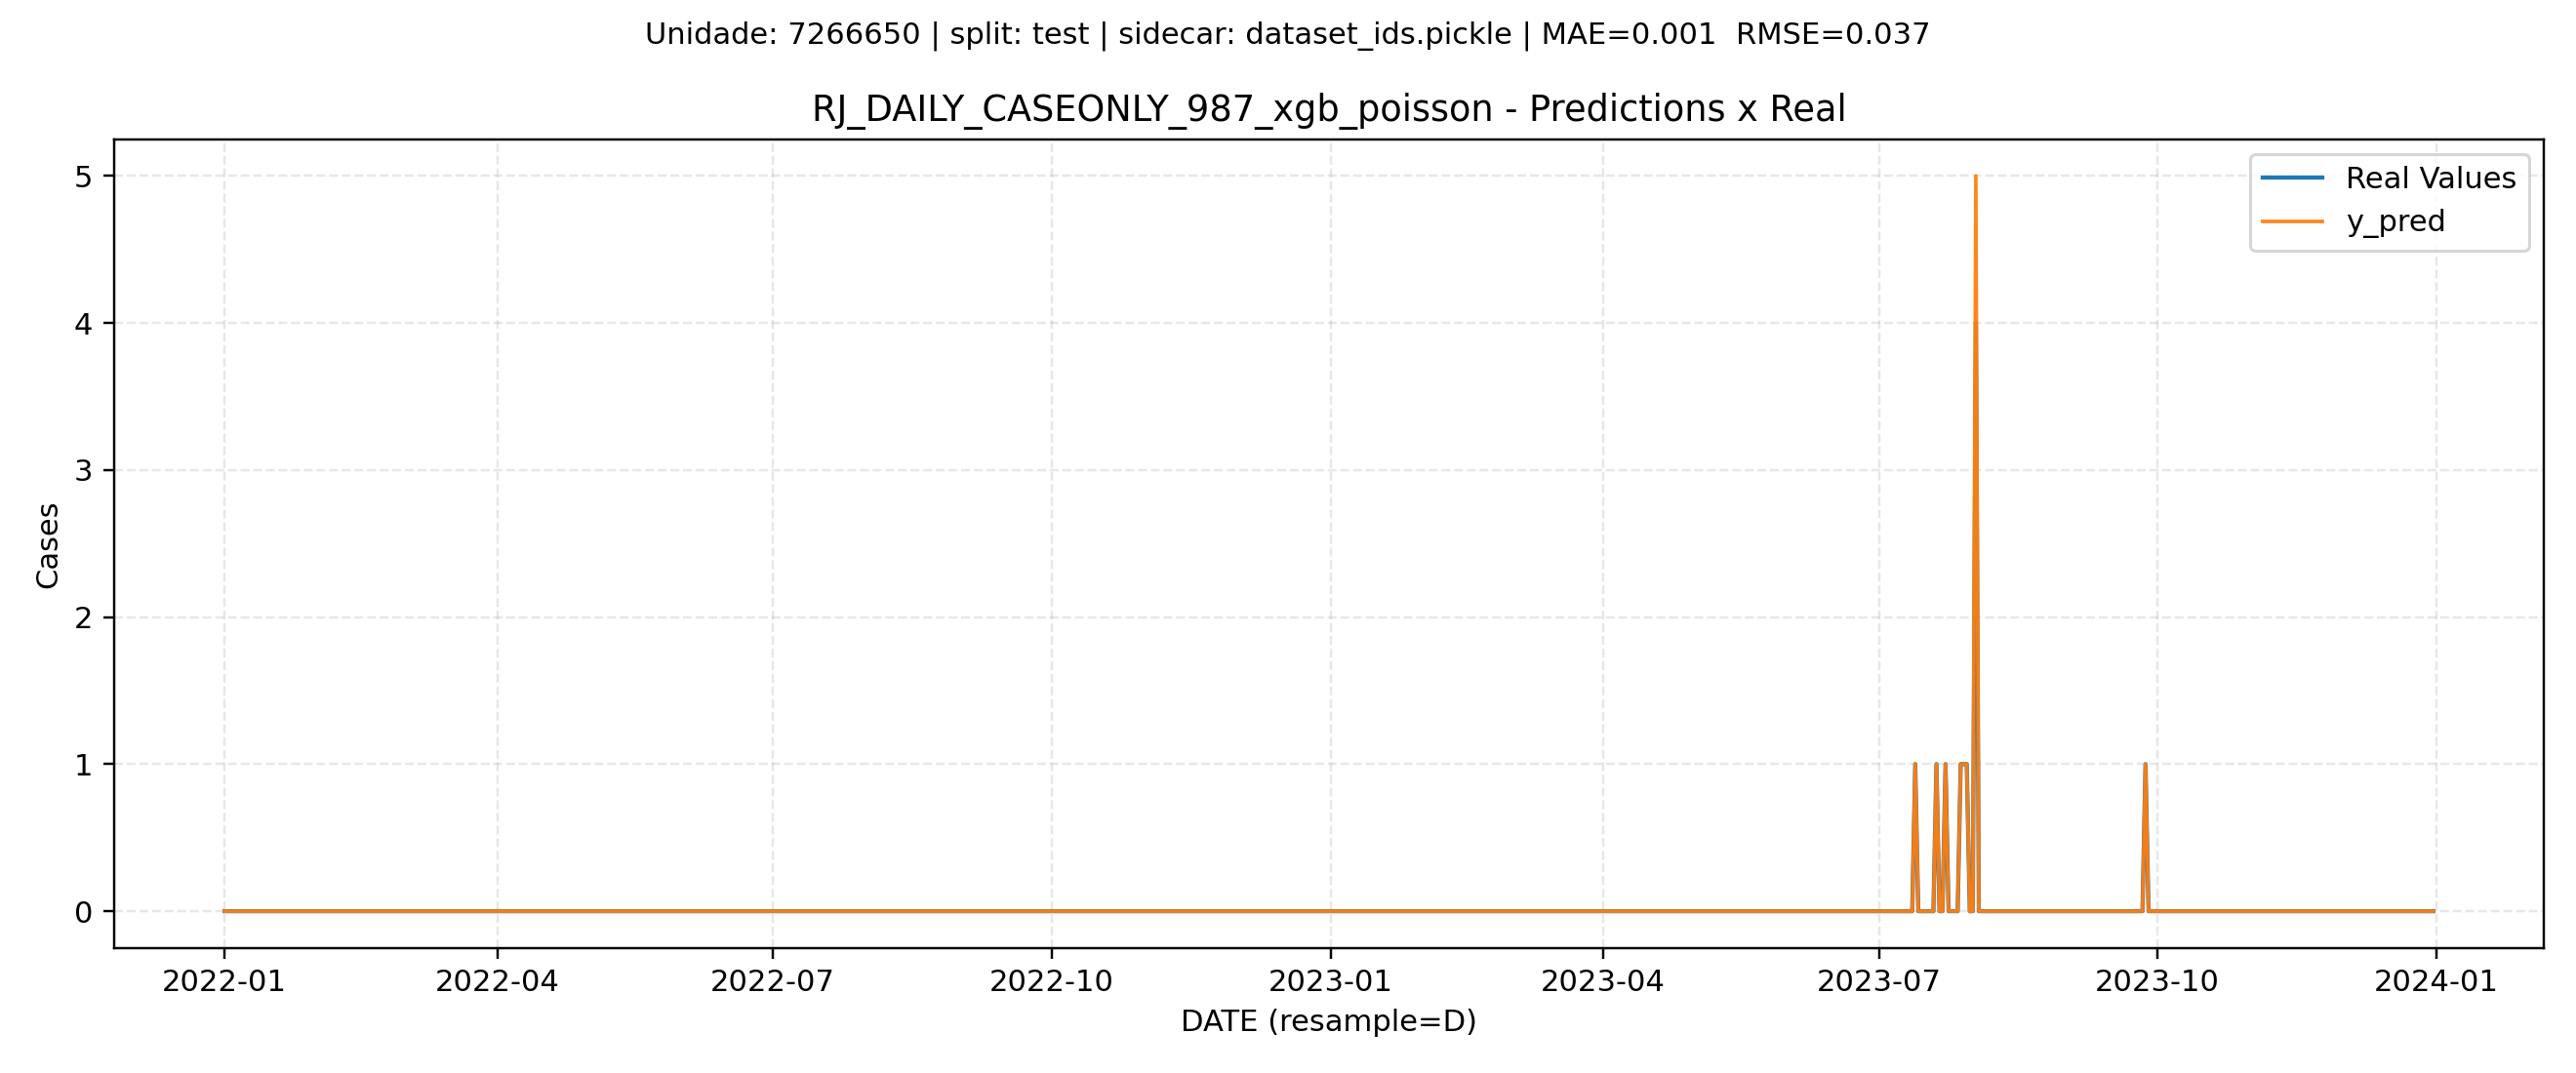 Unidade: 7266650 | split: test | sidecar: dataset_ids.pickle | MAE=0.001  RMSE=0.037
RJ_DAILY_CASEONLY_987_xgb_poisson - Predictions x Real
Real Values
y_pred
Cases
5
4
3
2
1
0
2022-01 2022-04 2022-07 2022-10 2023-01 2023-04 2023-07 2023-10 2024-01
DATE (resample=D)